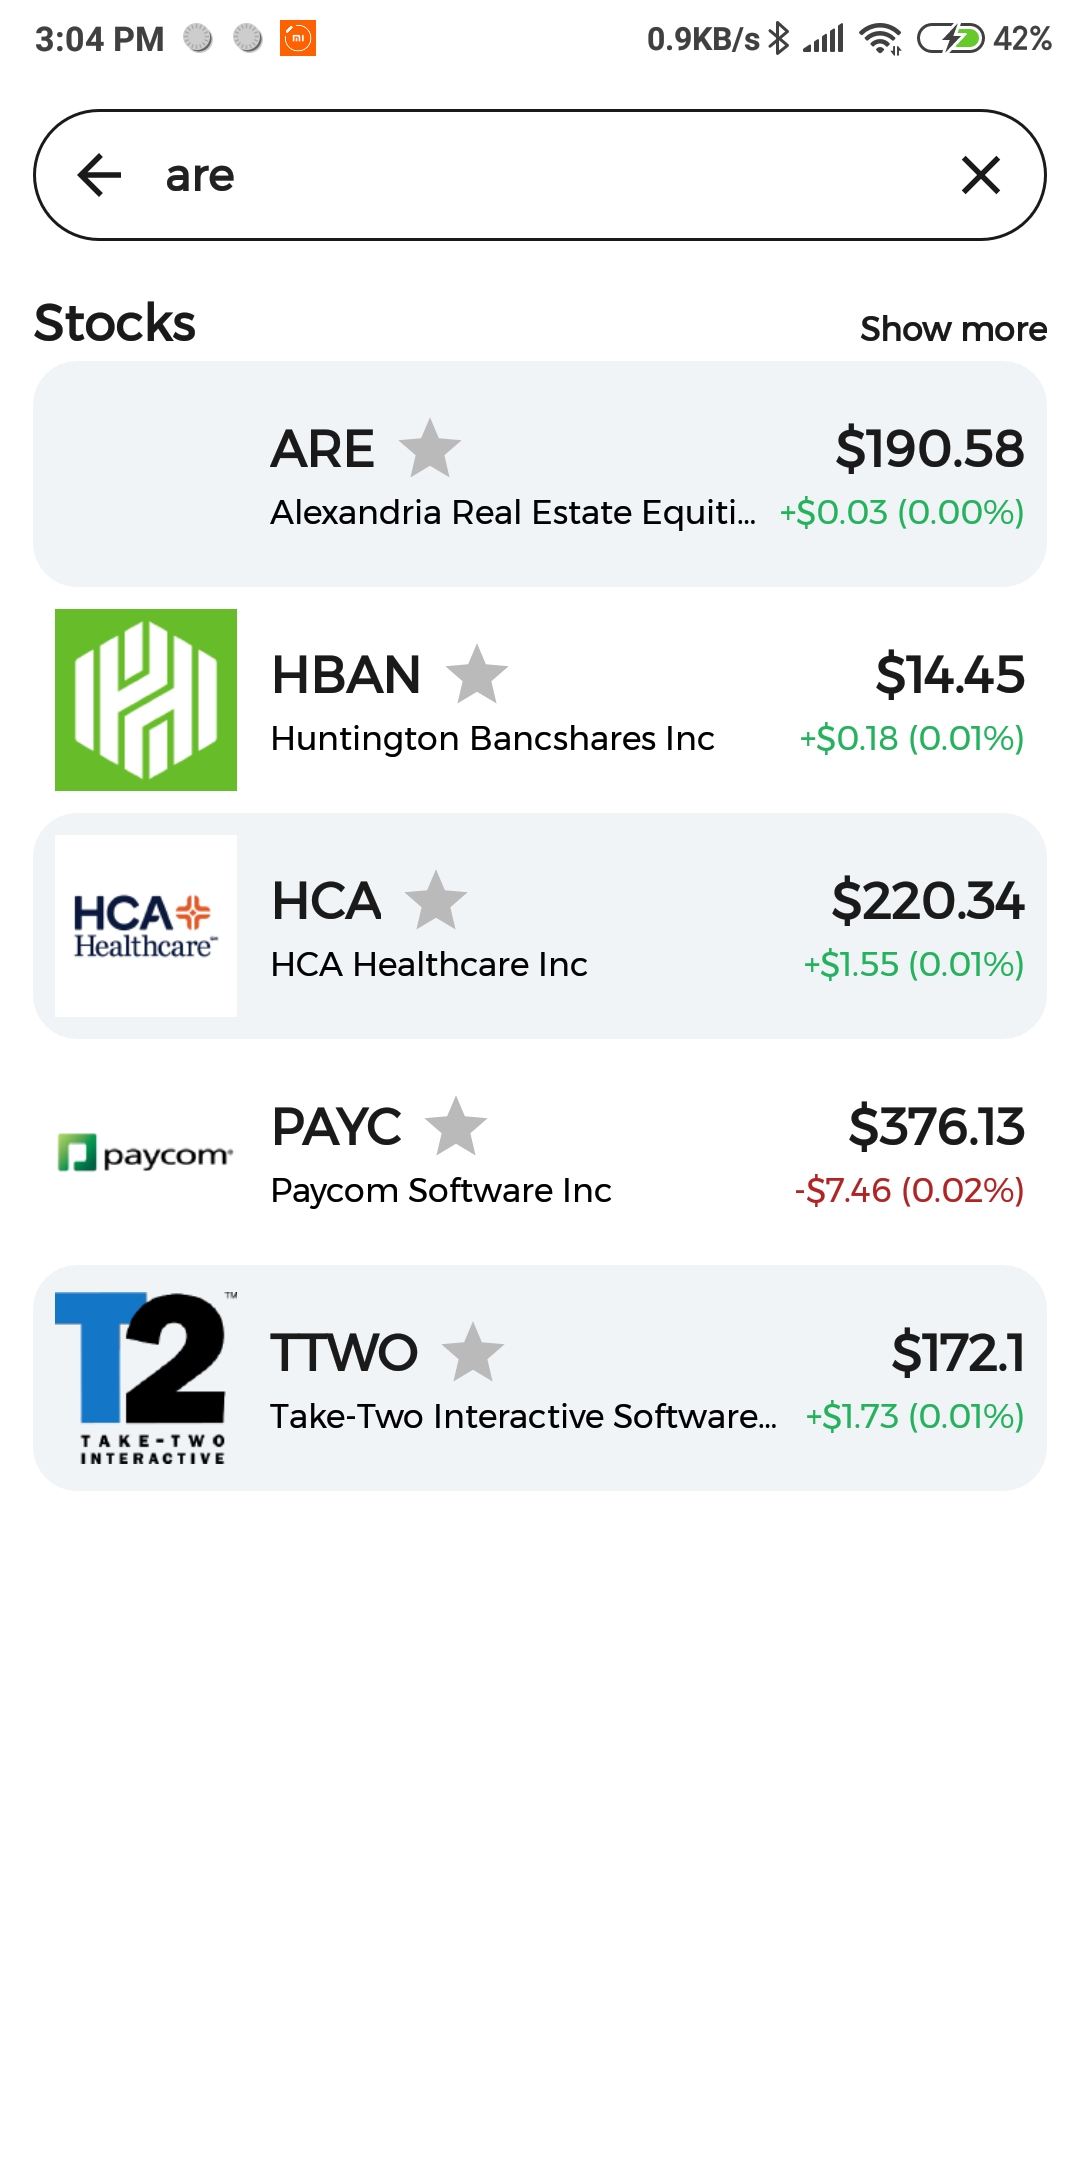 3:04 PM 0.9KB/s 42%
are
Stocks Show more
ARE $190.58
Alexandria Real Estate Equiti... +$0.03 (0.00%)
HBAN $14.45
Huntington Bancshares Inc +$0.18 (0.01%)
HCA Healthcare
HCA $220.34
HCA Healthcare Inc +$1.55 (0.01%)
paycom
PAYC $376.13
Paycom Software Inc -$7.46 (0.02%)
T2 TM
TAKE-TWO
INTERACTIVE
TTWO $172.1
Take-Two Interactive Software... +$1.73 (0.01%)